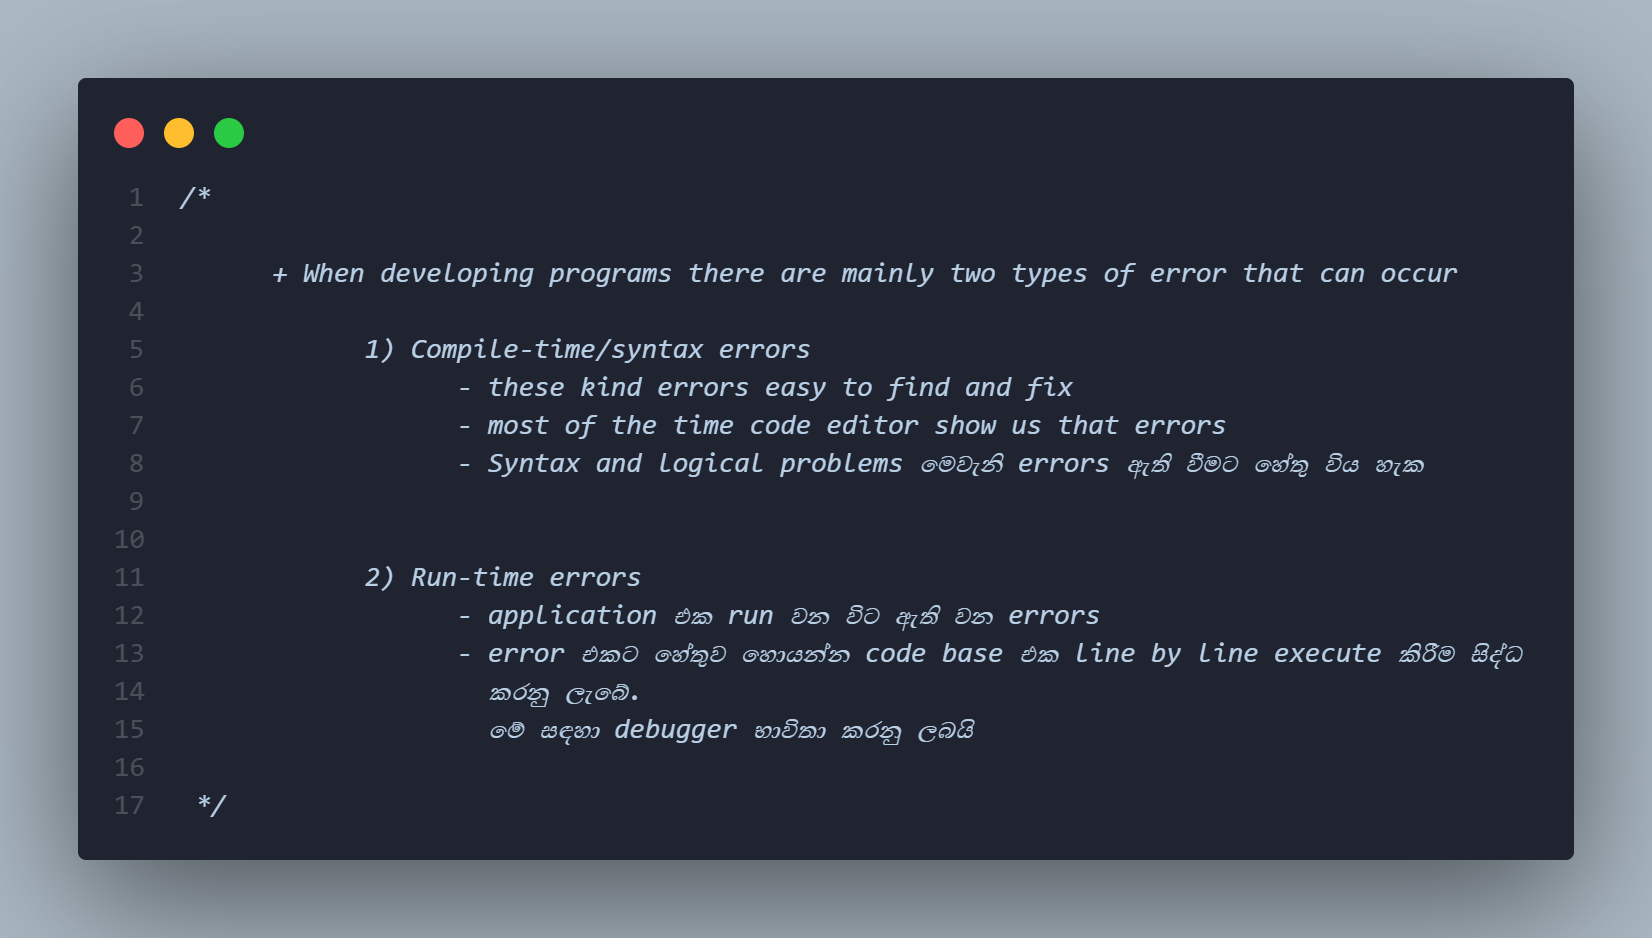 1 /*
2
3 + When developing programs there are mainly two types of error that can occur
4
5 1) Compile-time/syntax errors
6 - these kind errors easy to find and fix
7 - most of the time code editor show us that errors
8 - Syntax and logical problems මෙවැනි errors ඇති වීමට හේතු විය හැක
9
10
11 2) Run-time errors
12 - application එක run වන විට ඇති වන errors
13 - error එකට හේතුව හොයන්න code base එක line by line execute කිරීම සිද්ධ
14 කරනු ලැබේ.
15 මේ සඳහා debugger භාවිතා කරනු ලබයි
16
17 */